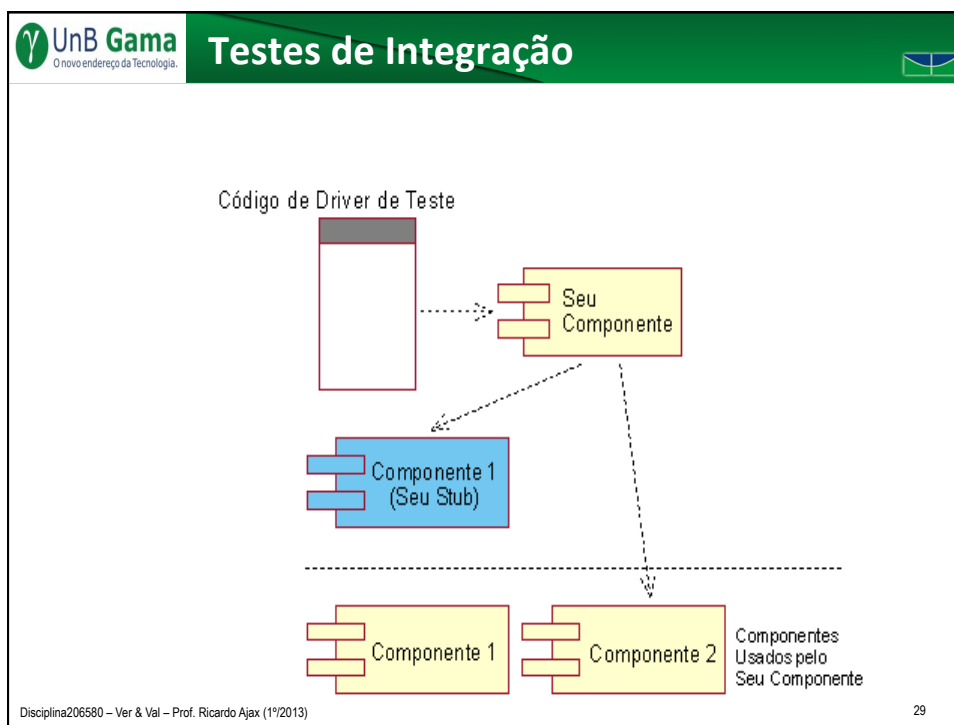 UnB Gama
O novo endereço da Tecnologia.
Testes de Integração
Código de Driver de Teste
Seu
Componente
Componente 1
(Seu Stub)
Componente 1
Componente 2
Componentes
Usados pelo
Seu Componente
Disciplina206580 – Ver & Val – Prof. Ricardo Ajax (1º/2013)
29